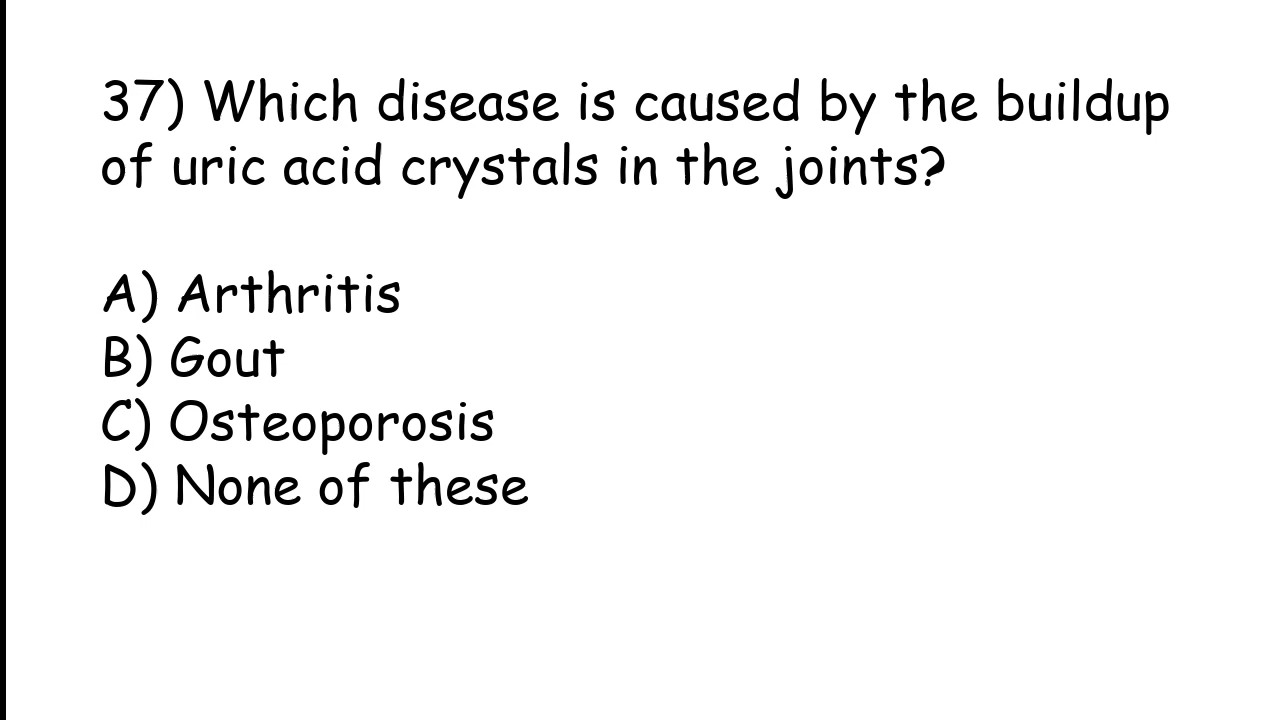 37) Which disease is caused by the buildup
of uric acid crystals in the joints?
A) Arthritis
B) Gout
C) Osteoporosis
D) None of these